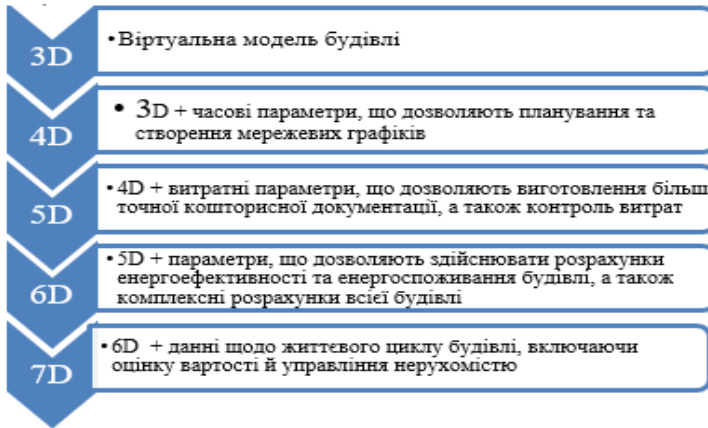 3D
• Віртуальна модель будівлі
4D
• 3D + часові параметри, що дозволяють планування та
створення мережевих графіків
5D
• 4D + витратні параметри, що дозволяють виготовлення більш
точної кошторисної документації, а також контроль витрат
6D
• 5D + параметри, що дозволяють здійснювати розрахунки
енергоефективності та енергоспоживання будівлі, а також
комплексні розрахунки всієї будівлі
7D
• 6D + данні щодо життєвого циклу будівлі, включаючи
оцінку вартості й управління нерухомістю